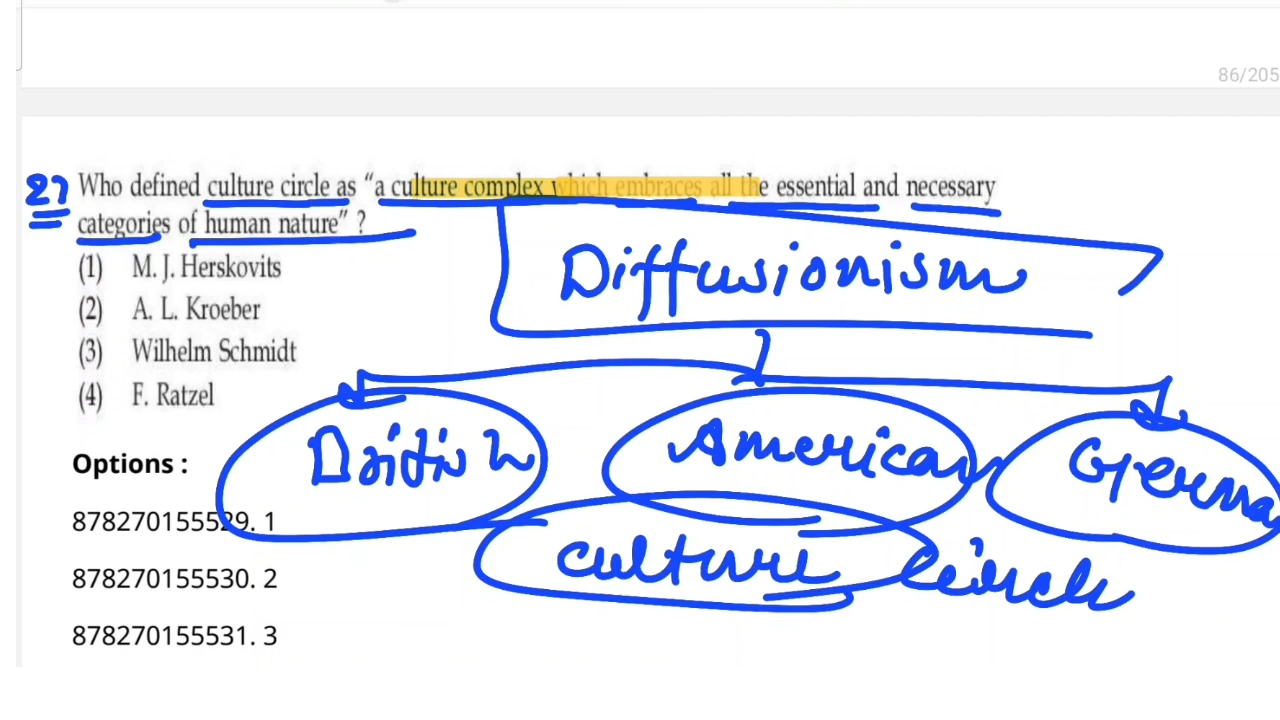 86/205
27 Who defined culture circle as “a culture complex which embraces all the essential and necessary
categories of human nature” ?
Diffusionism
(1) M. J. Herskovits
(2) A. L. Kroeber
(3) Wilhelm Schmidt
(4) F. Ratzel
British American Germa
Options :
878270155529. 1
culture circle
878270155530. 2
878270155531. 3